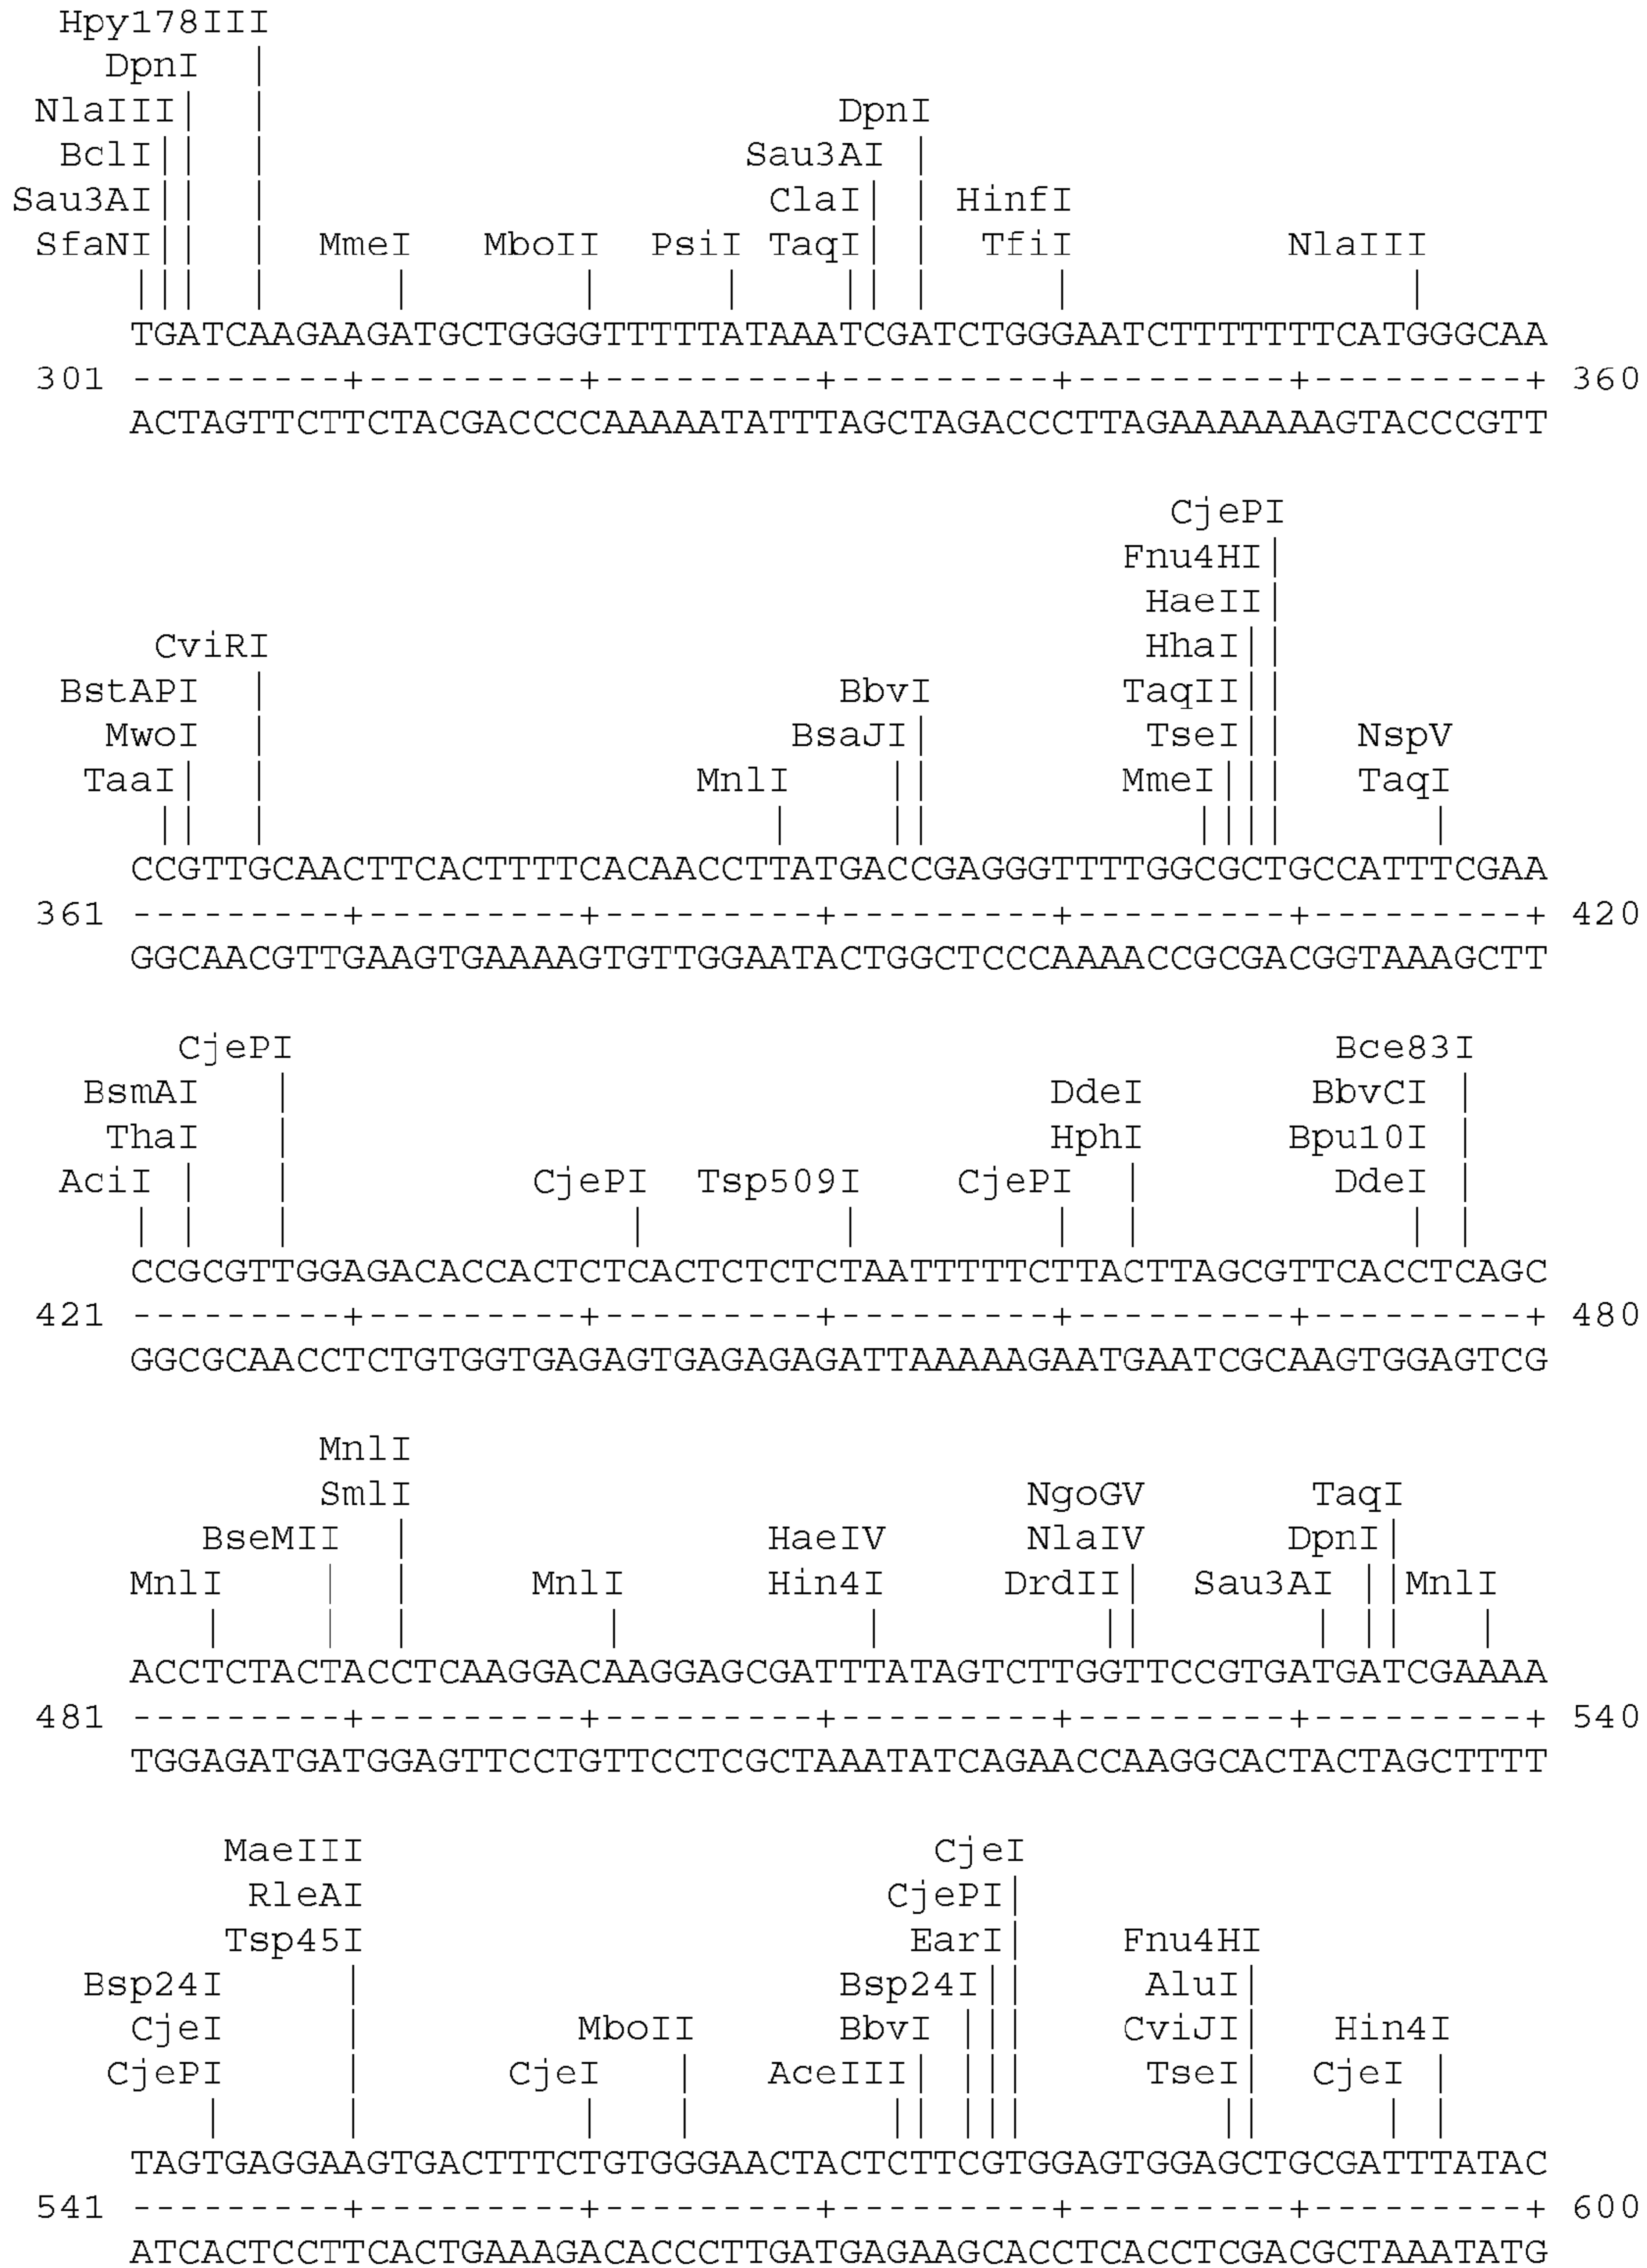 Hpy178III
DpnI
NlaIII DpnI
BclI Sau3AI
Sau3AI ClaI HinfI
SfaNI MmeI MboII PsiI TaqI TfiI NlaIII
TGATCAAGAAGATGCTGGGGTTTTTATAAATCGATCTGGGAATCTTTTTTTCATGGGCAA
301 ---------+---------+---------+---------+---------+---------+ 360
ACTAGTTCTTCTACGACCCCAAAAATATTTAGCTAGACCCTTAGAAAAAAAGTACCCGTT
CjePI
Fnu4HI
HaeII
CviRI HhaI
BstAPI BbvI TaqII
MwoI BsaJI TseI NspV
TaaI MnlI MmeI TaqI
CCGTTGCAACTTCACTTTTCACAACCTTATGACCGAGGGTTTTGGCGCTGCCATTTCGAA
361 ---------+---------+---------+---------+---------+---------+ 420
GGCAACGTTGAAGTGAAAAGTGTTGGAATACTGGCTCCCAAAACCGCGACGGTAAAGCTT
CjePI Bce83I
BsmAI DdeI BbvCI
ThaI HphI Bpu10I
AciI CjePI Tsp509I CjePI DdeI
CCGCGTTGGAGACACCACTCTCACTCTCTCTAATTTTTCTTACTTAGCGTTCACCTCAGC
421 ---------+---------+---------+---------+---------+---------+ 480
GGCGCAACCTCTGTGGTGAGAGTGAGAGAGATTAAAAAGAATGAATCGCAAGTGGAGTCG
MnlI
SmlI NgoGV TaqI
BseMII HaeIV NlaIV DpnI
MnlI MnlI Hin4I DrdII Sau3AI MnlI
ACCTCTACTACCTCAAGGACAAGGAGCGATTTATAGTCTTGGTTCCGTGATGATCGAAAA
481 ---------+---------+---------+---------+---------+---------+ 540
TGGAGATGATGGAGTTCCTGTTCCTCGCTAAATATCAGAACCAAGGCACTACTAGCTTTT
MaeIII CjeI
RleAI CjePI
Tsp45I EarI Fnu4HI
Bsp24I Bsp24I AluI
CjeI MboII BbvI CviJI Hin4I
CjePI CjeI AceIII TseI CjeI
TAGTGAGGAAGTGACTTTCTGTGGGAACTACTCTTCGTGGAGTGGAGCTGCGATTTATAC
541 ---------+---------+---------+---------+---------+---------+ 600
ATCACTCCTTCACTGAAAGACACCCTTGATGAGAAGCACCTCACCTCGACGCTAAATATG